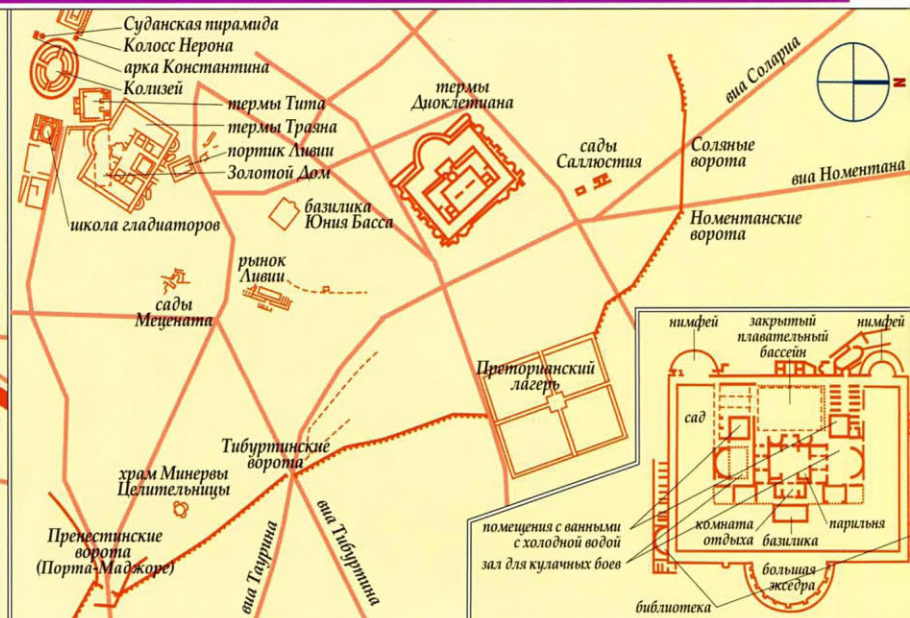 Суданская пирамида
Колосс Нерона
арка Константина
Колизей
термы Тита
термы Траяна
портик Ливии
Золотой Дом
школа гладиаторов
базилика
Юния Басса
рынок
Ливии
сады
Мецената
термы
Диоклетиана
сады
Саллюстия
виа Солариа
N
Соляные
ворота
виа Номентана
Номентанские
ворота
Преторианский
лагерь
Тибуртинские
ворота
храм Минервы
Целительницы
Пренестинские
ворота
(Порта-Маджоре)
виа Таурина
виа Тибуртина
нимфей
закрытый
плавательный
бассейн
нимфей
сад
помещения с ванными
с холодной водой
зал для кулачных боев
комната
отдыха
базилика
парильня
большая
экседра
библиотека